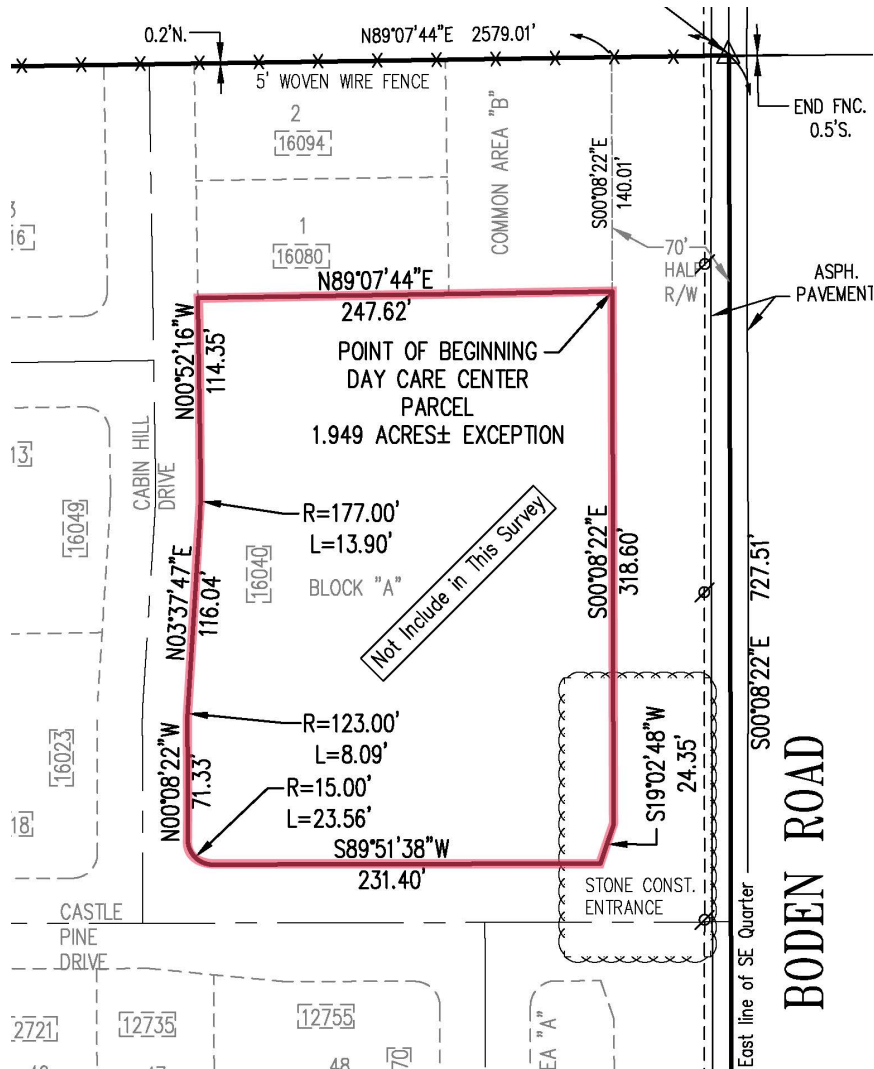 0.2'N.
N89°07'44"E 2579.01'
5' WOVEN WIRE FENCE
END FNC.
0.5'S.
2
16094
COMMON AREA "B"
S00°08'22"E
140.01'
1
16080
70'
HALF
R/W
ASPH.
PAVEMENT
3
16
N89°07'44"E
247.62'
N00°52'16"W
114.35'
POINT OF BEGINNING
DAY CARE CENTER
PARCEL
1.949 ACRES± EXCEPTION
13
CABIN HILL
DRIVE
16049
R=177.00'
L=13.90'
16040
BLOCK "A"
Not Include in This Survey
S00°08'22"E
318.60'
N03°37'47"E
116.04'
S00°08'22"E 727.51'
R=123.00'
L=8.09'
N00°08'22"W
71.33'
16023
R=15.00'
L=23.56'
S19°02'48"W
24.35'
18
S89°51'38"W
231.40'
STONE CONST.
ENTRANCE
CASTLE
PINE
DRIVE
East line of SE Quarter
BODEN ROAD
2721
12735
12755
48
70
EA "A"